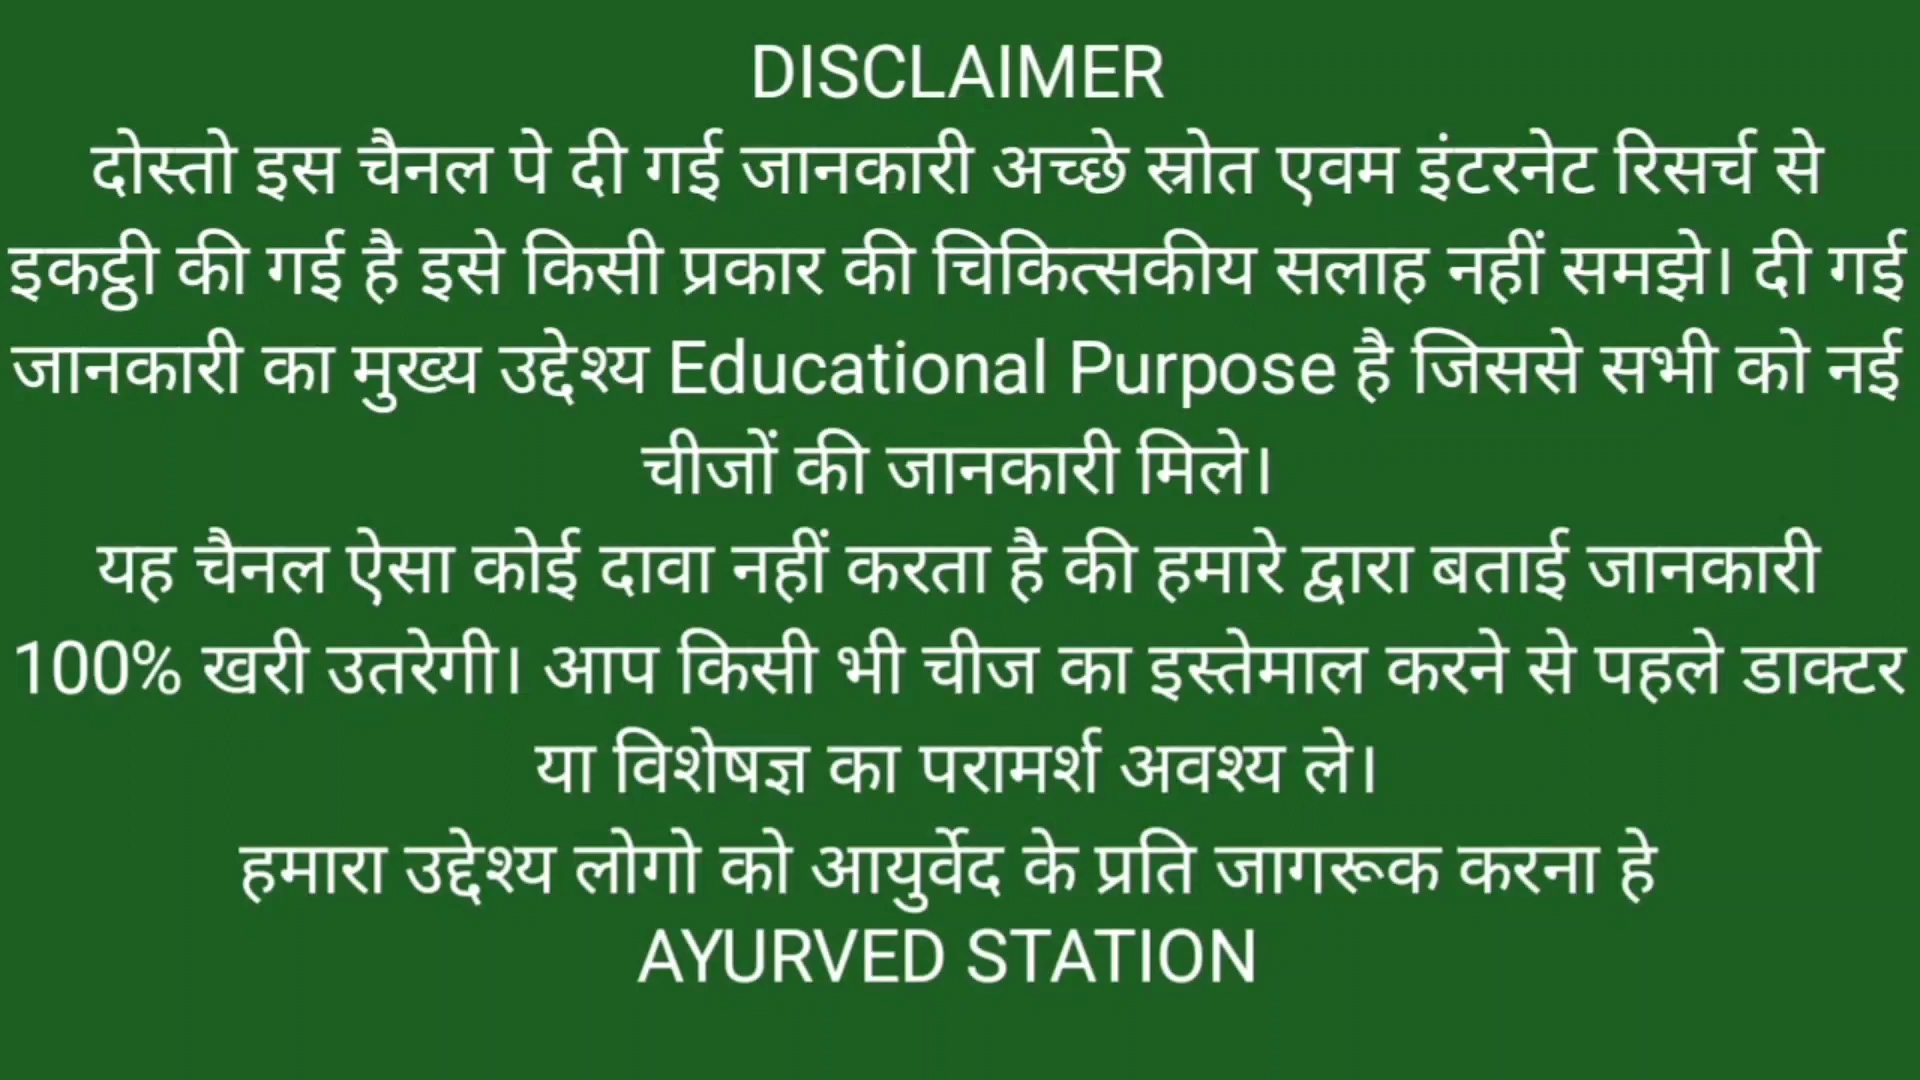 DISCLAIMER
दोस्तो इस चैनल पे दी गई जानकारी अच्छे स्रोत एवम इंटरनेट रिसर्च से
इकट्ठी की गई है इसे किसी प्रकार की चिकित्सकीय सलाह नहीं समझे। दी गई
जानकारी का मुख्य उद्देश्य Educational Purpose है जिससे सभी को नई
चीजों की जानकारी मिले।
यह चैनल ऐसा कोई दावा नहीं करता है की हमारे द्वारा बताई जानकारी
100% खरी उतरेगी। आप किसी भी चीज का इस्तेमाल करने से पहले डाक्टर
या विशेषज्ञ का परामर्श अवश्य ले।
हमारा उद्देश्य लोगो को आयुर्वेद के प्रति जागरूक करना हे
AYURVED STATION